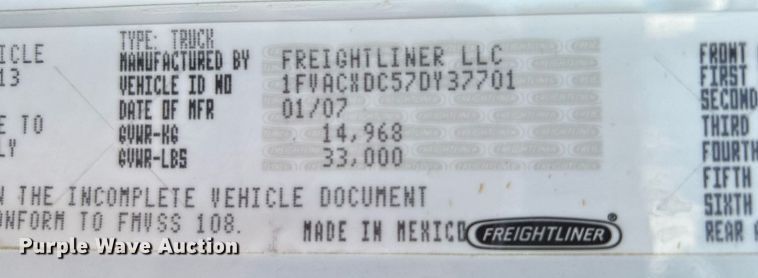 TYPE: TRUCK
ICLE MANUFACTURED BY FREIGHTLINER LLC FRONT
13 VEHICLE ID NO 1FVACXDC57DY37701 FIRST
DATE OF MFR 01/07 SECOND
E TO GVWR-KG 14,968 THIRD
LY GVWR-LBS 33,000 FOURTH
FIFTH
THE INCOMPLETE VEHICLE DOCUMENT SIXTH
ONFORM TO FMVSS 108. MADE IN MEXICO FREIGHTLINER® REAR
Purple Wave Auction